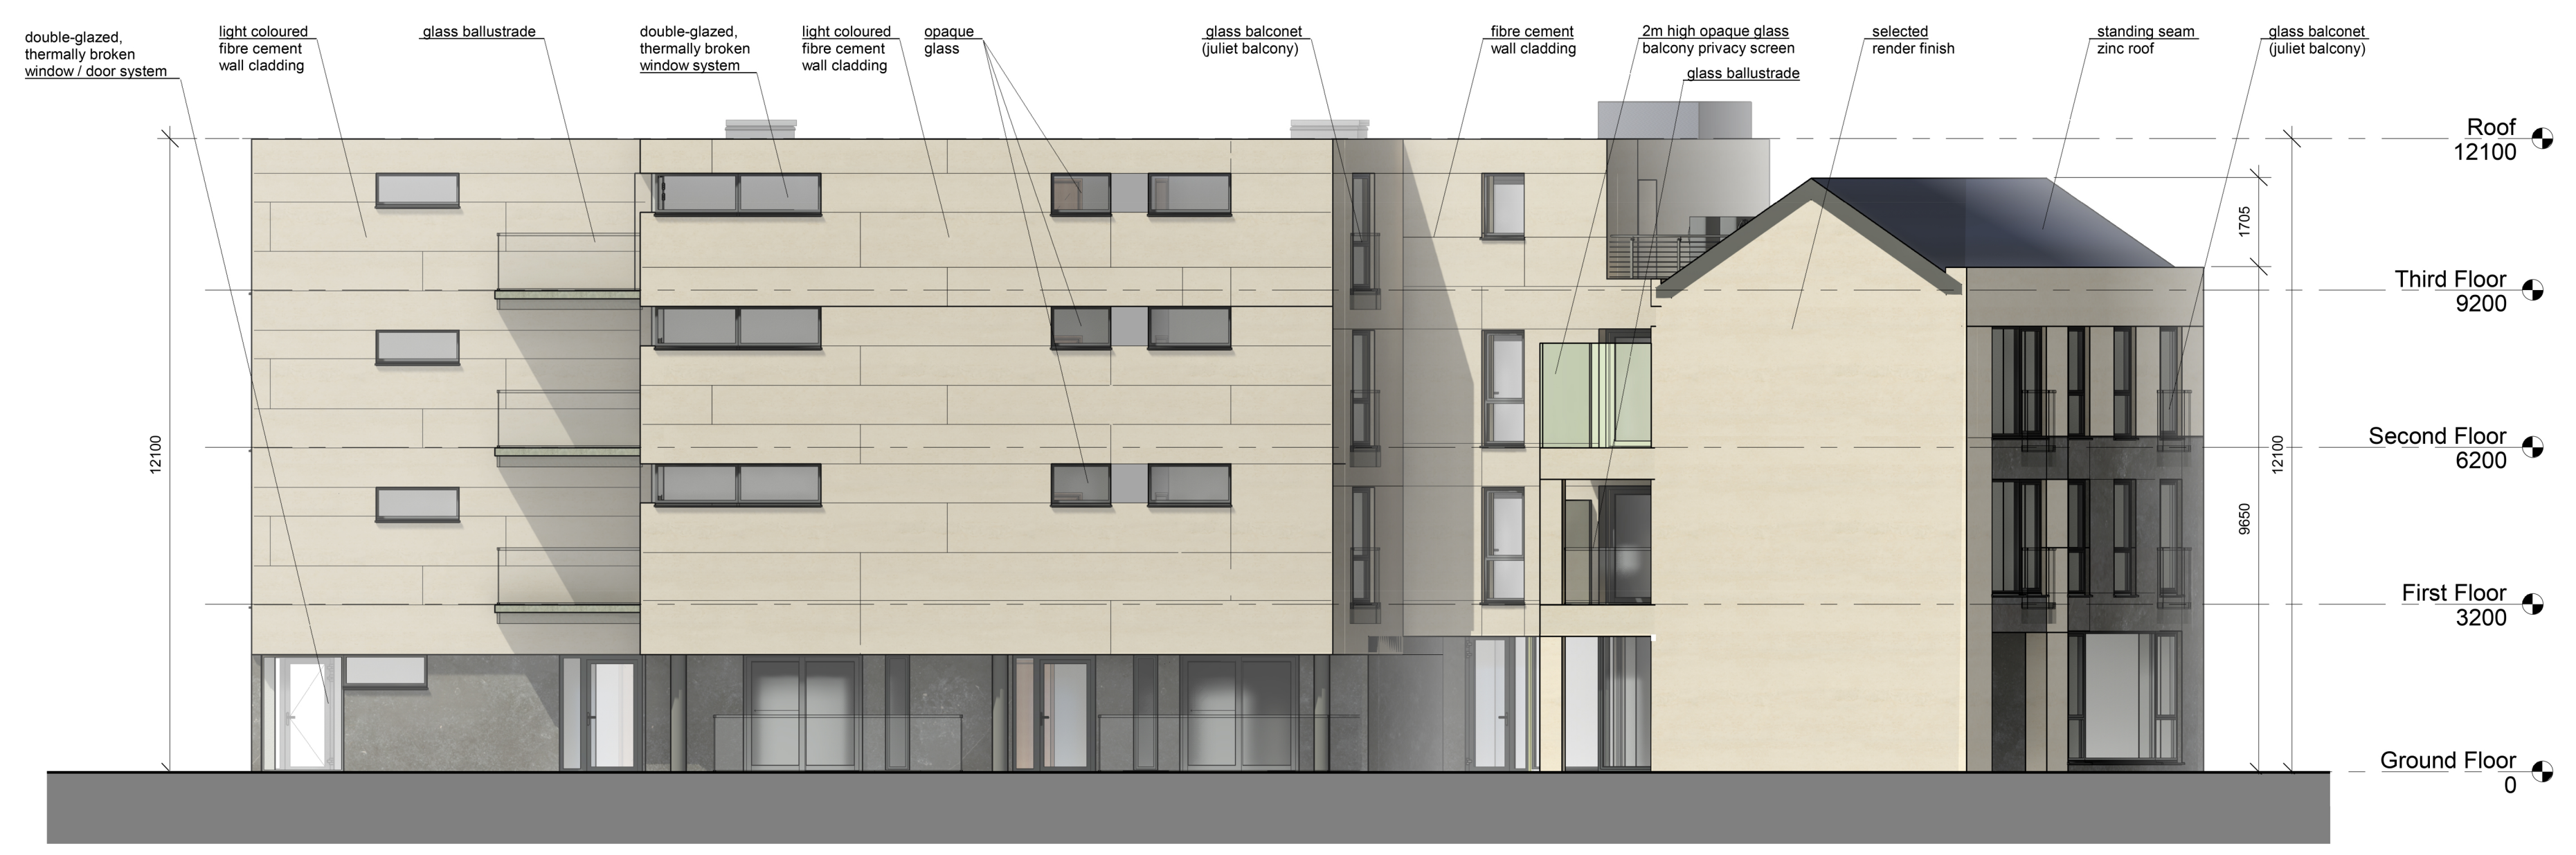 double-glazed,
thermally broken
window / door system
light coloured
fibre cement
wall cladding
glass ballustrade
double-glazed,
thermally broken
window system
light coloured
fibre cement
wall cladding
opaque
glass
glass balconet
(juliet balcony)
fibre cement
wall cladding
2m high opaque glass
balcony privacy screen
glass ballustrade
selected
render finish
standing seam
zinc roof
glass balconet
(juliet balcony)
Roof
12100
1705
Third Floor
9200
Second Floor
6200
12100
12100
9650
First Floor
3200
Ground Floor
0